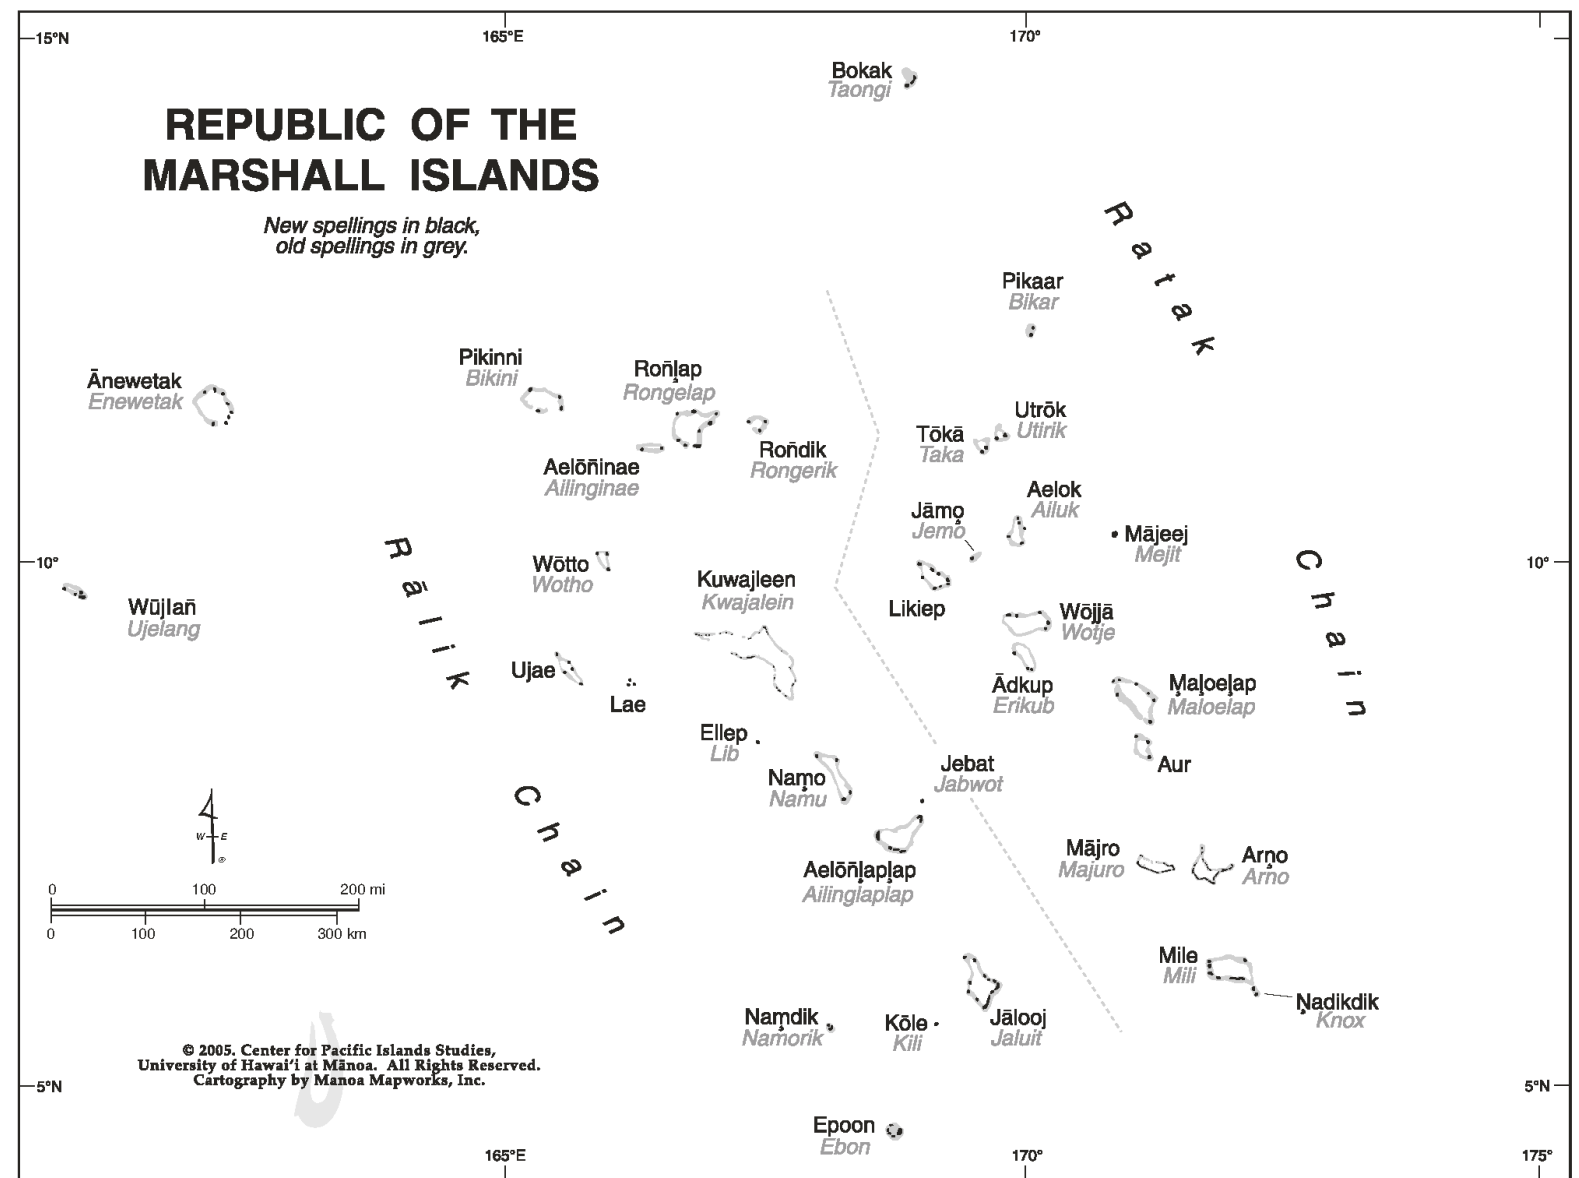 15°N
165°E
170°
Bokak
Taongi
REPUBLIC OF THE
MARSHALL ISLANDS
New spellings in black,
old spellings in grey.
Ratak
Pikaar
Bikar
Pikinni
Bikini
Ānewetak
Enewetak
Ron̄ļap
Rongelap
Utrōk
Utirik
Tōkā
Taka
Ron̄dik
Rongerik
Aelōn̄inae
Ailinginae
Aelok
Ailuk
Jāmo̧
Jemo
Mājeej
Mejit
Rālik
10°
10°
Chain
Wōtto
Wotho
Kuwajleen
Kwajalein
Wūjlan̄
Ujelang
Likiep
Wōjjā
Wotje
Ujae
Lae
Ādkup
Erikub
M̧aļoeļap
Maloelap
Ellep
Lib
Aur
Jebat
Jabwot
Nam̧o
Namu
Chain
W E
Mājro
Majuro
Arņo
Arno
Aelōn̄ļapļap
Ailinglaplap
0 100 200 mi
0 100 200 300 km
Mile
Mili
Ņadikdik
Knox
Nam̧dik
Namorik
Kōle
Kili
Jālooj
Jaluit
© 2005. Center for Pacific Islands Studies,
University of Hawai‘i at Mānoa. All Rights Reserved.
Cartography by Manoa Mapworks, Inc.
5°N
5°N
Epoon
Ebon
165°E
170°
175°